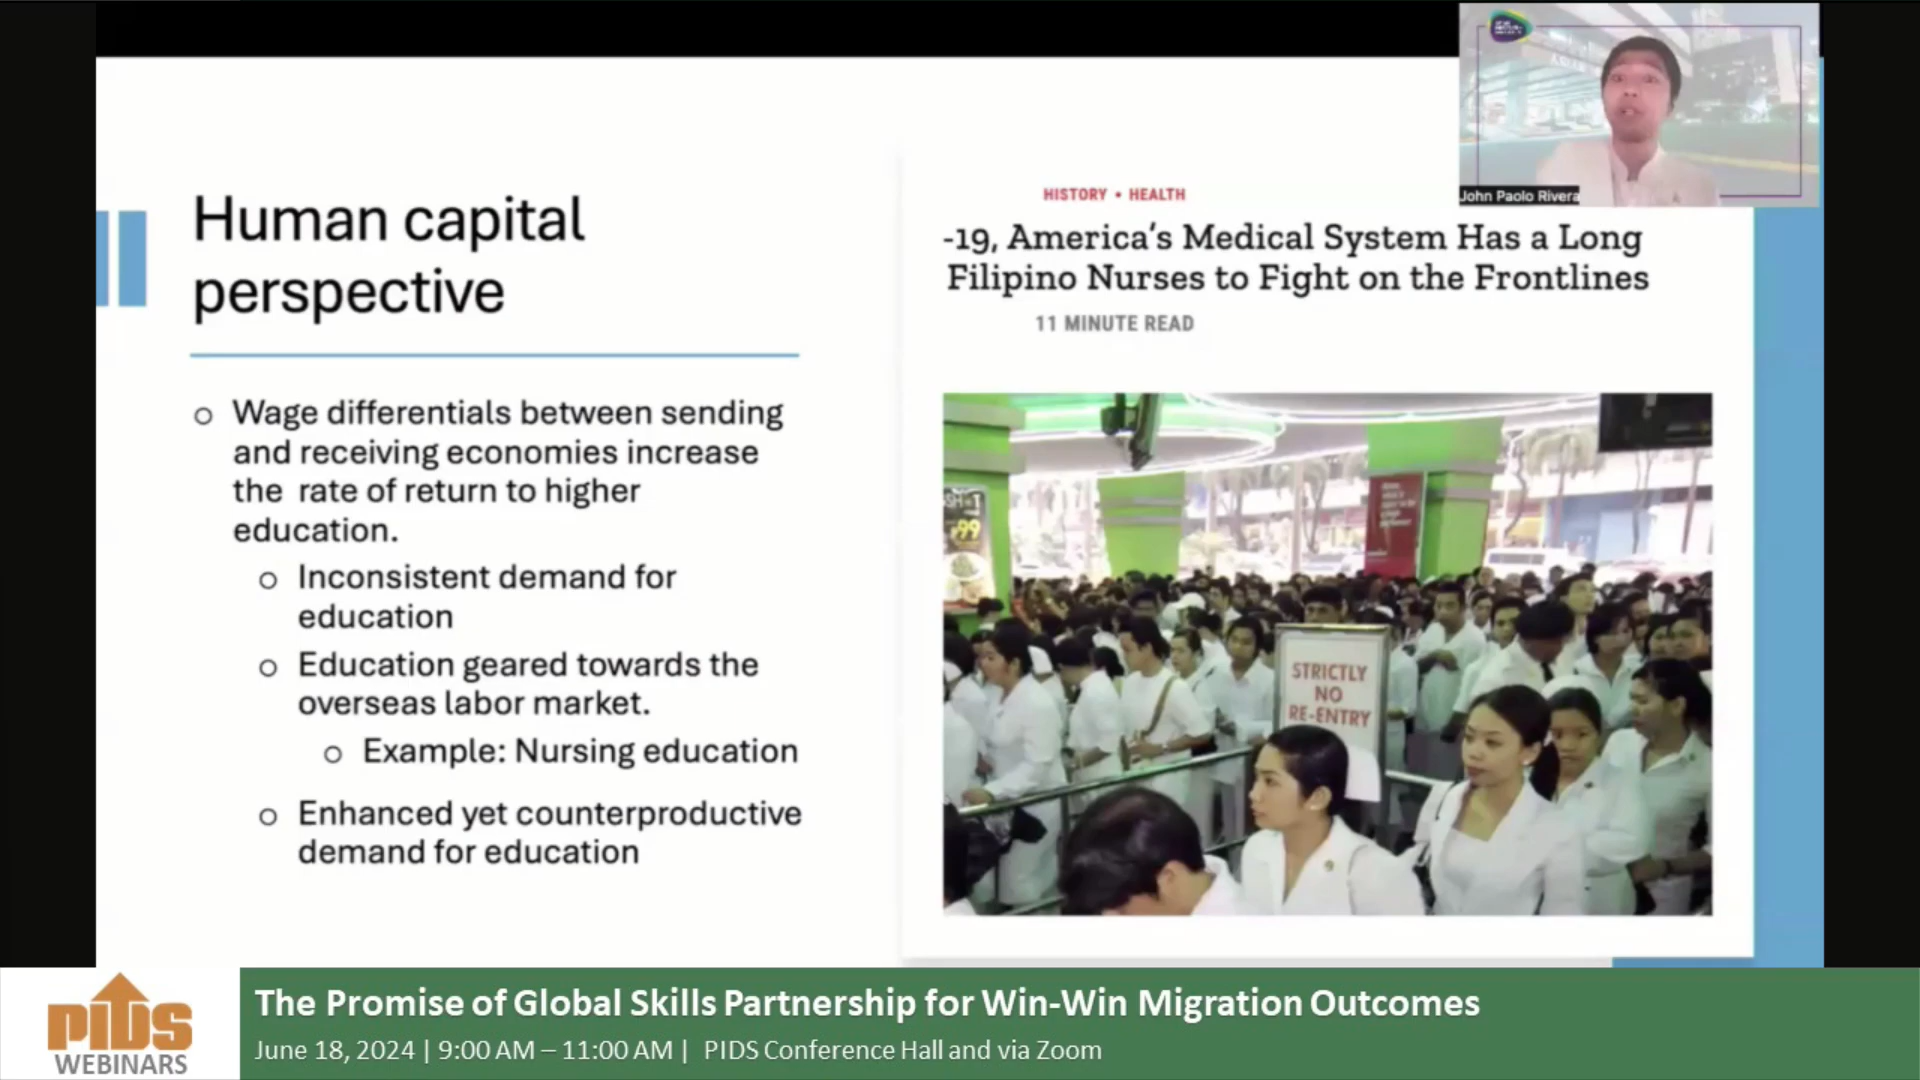 John Paolo Rivera
Human capital
perspective
Wage differentials between sending
and receiving economies increase
the rate of return to higher
education.
Inconsistent demand for
education
Education geared towards the
overseas labor market.
Example: Nursing education
Enhanced yet counterproductive
demand for education
HISTORY • HEALTH
-19, America's Medical System Has a Long
Filipino Nurses to Fight on the Frontlines
11 MINUTE READ
99
STRICTLY
NO
RE-ENTRY
PIDS
WEBINARS
The Promise of Global Skills Partnership for Win-Win Migration Outcomes
June 18, 2024 | 9:00 AM – 11:00 AM | PIDS Conference Hall and via Zoom